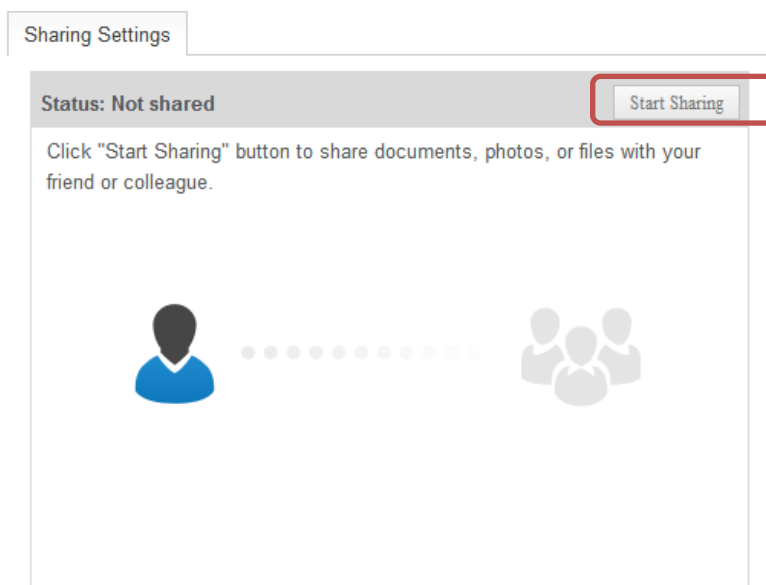 Sharing Settings
Status: Not shared
Start Sharing
Click "Start Sharing" button to share documents, photos, or files with your
friend or colleague.